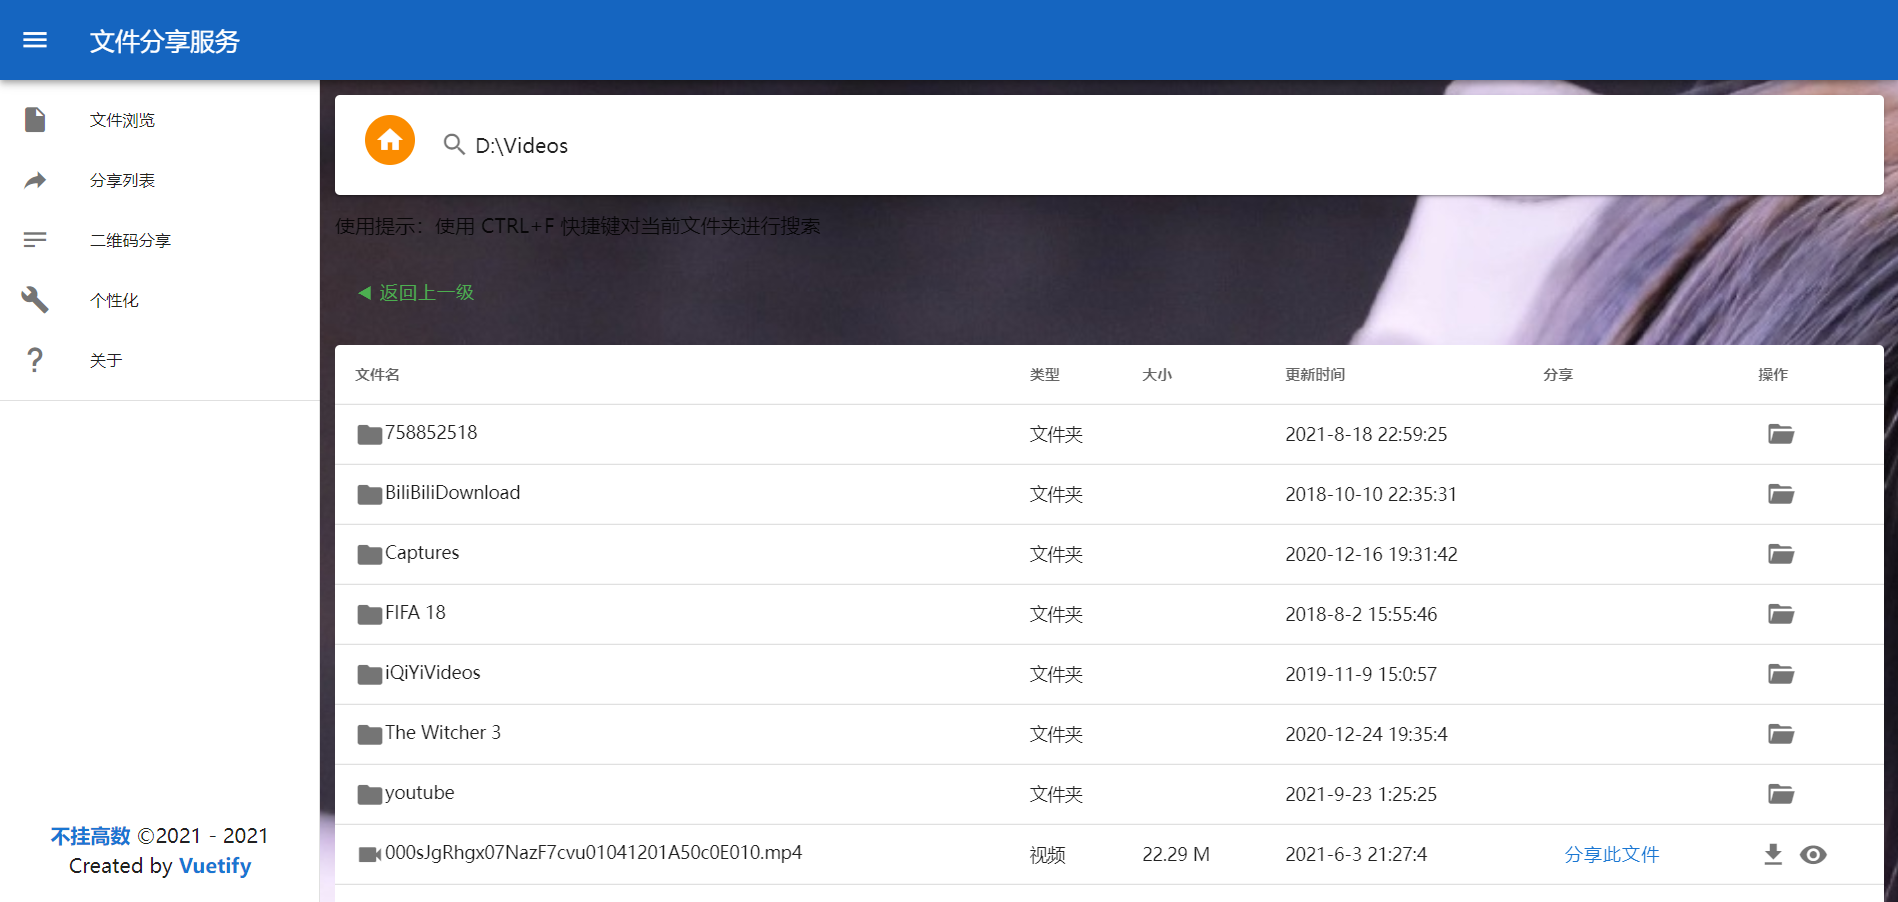 文件分享服务
文件浏览
分享列表
二维码分享
个性化
关于
不挂高数 ©2021 - 2021
Created by Vuetify
D:\Videos
使用提示：使用 CTRL+F 快捷键对当前文件夹进行搜索
返回上一级
文件名 类型 大小 更新时间 分享 操作
758852518 文件夹 2021-8-18 22:59:25
BiliBiliDownload 文件夹 2018-10-10 22:35:31
Captures 文件夹 2020-12-16 19:31:42
FIFA 18 文件夹 2018-8-2 15:55:46
iQiYiVideos 文件夹 2019-11-9 15:0:57
The Witcher 3 文件夹 2020-12-24 19:35:4
youtube 文件夹 2021-9-23 1:25:25
000sJgRhgx07NazF7cvu01041201A50c0E010.mp4 视频 22.29 M 2021-6-3 21:27:4 分享此文件